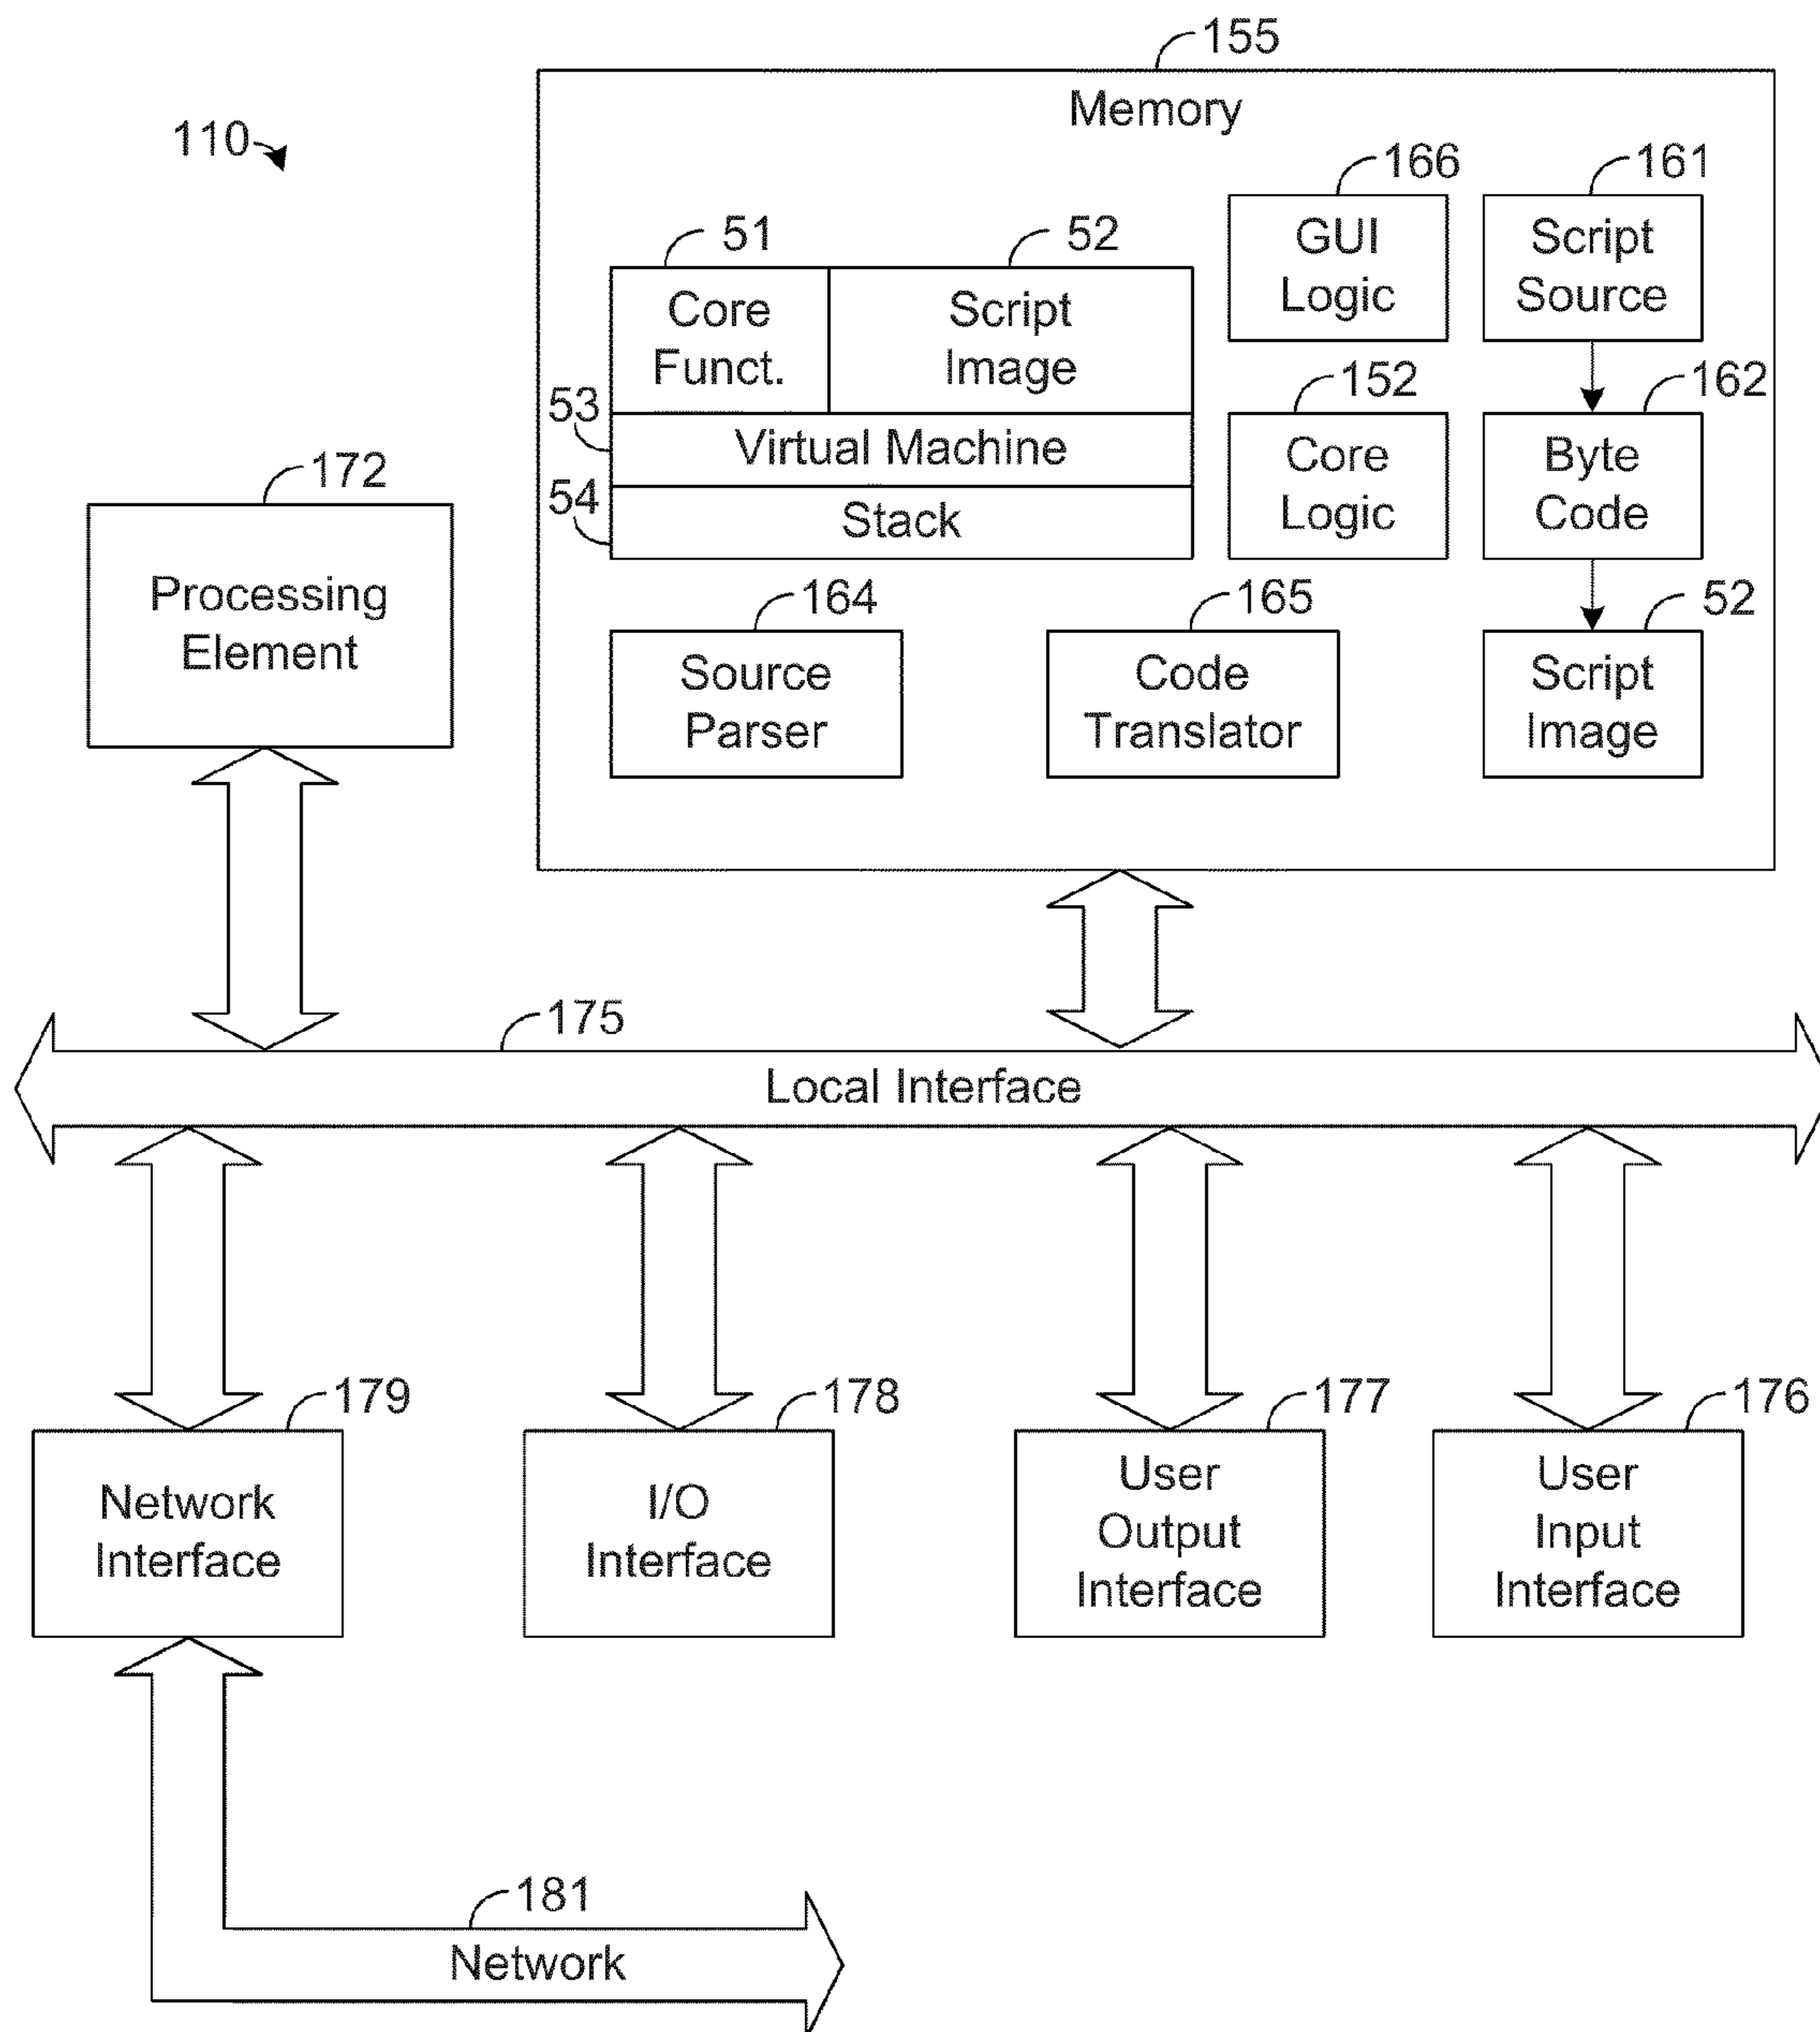 155
Memory
110
166
161
GUI
Logic
Script
Source
51
52
Core
Funct.
Script
Image
53
Virtual Machine
54
Stack
152
Core
Logic
162
Byte
Code
172
Processing
Element
164
Source
Parser
165
Code
Translator
52
Script
Image
175
Local Interface
179
Network
Interface
178
I/O
Interface
177
User
Output
Interface
176
User
Input
Interface
181
Network